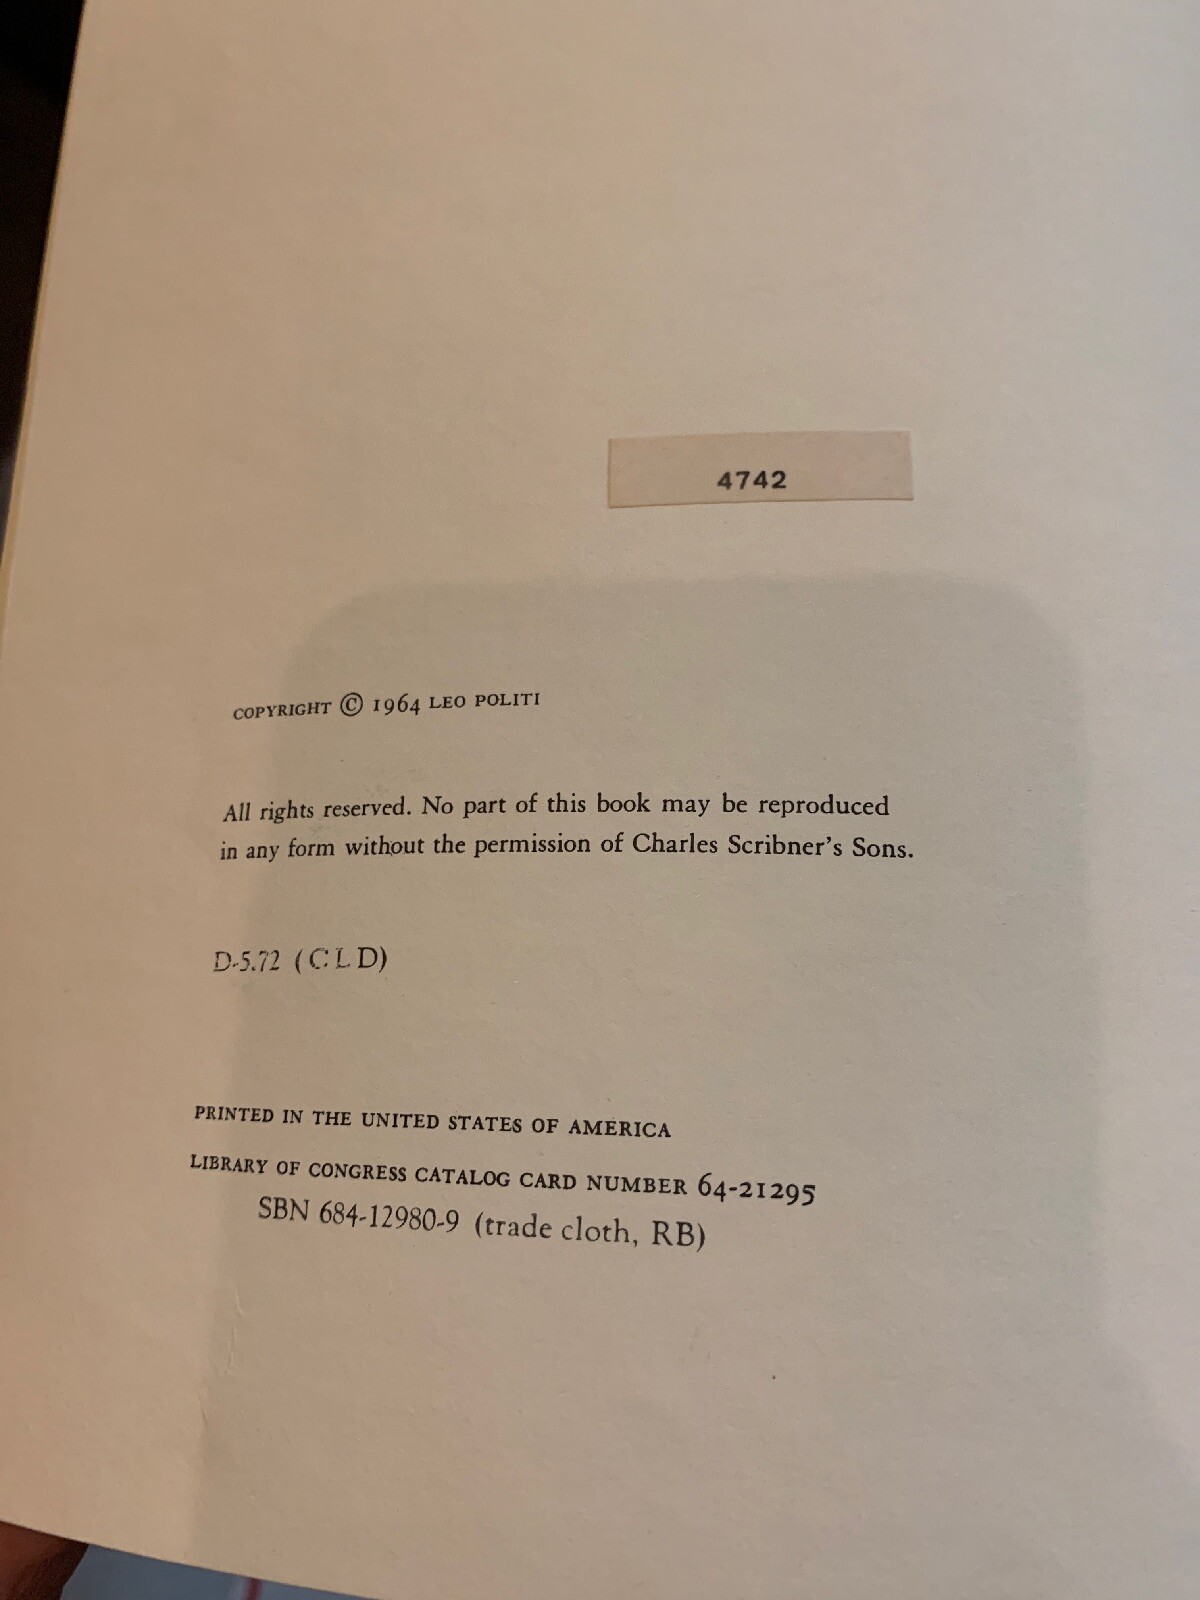 4742
COPYRIGHT © 1964 LEO POLITI
All rights reserved. No part of this book may be reproduced
in any form without the permission of Charles Scribner's Sons.
D-5.72 (C L D)
PRINTED IN THE UNITED STATES OF AMERICA
LIBRARY OF CONGRESS CATALOG CARD NUMBER 64-21295
SBN 684-12980-9 (trade cloth, RB)